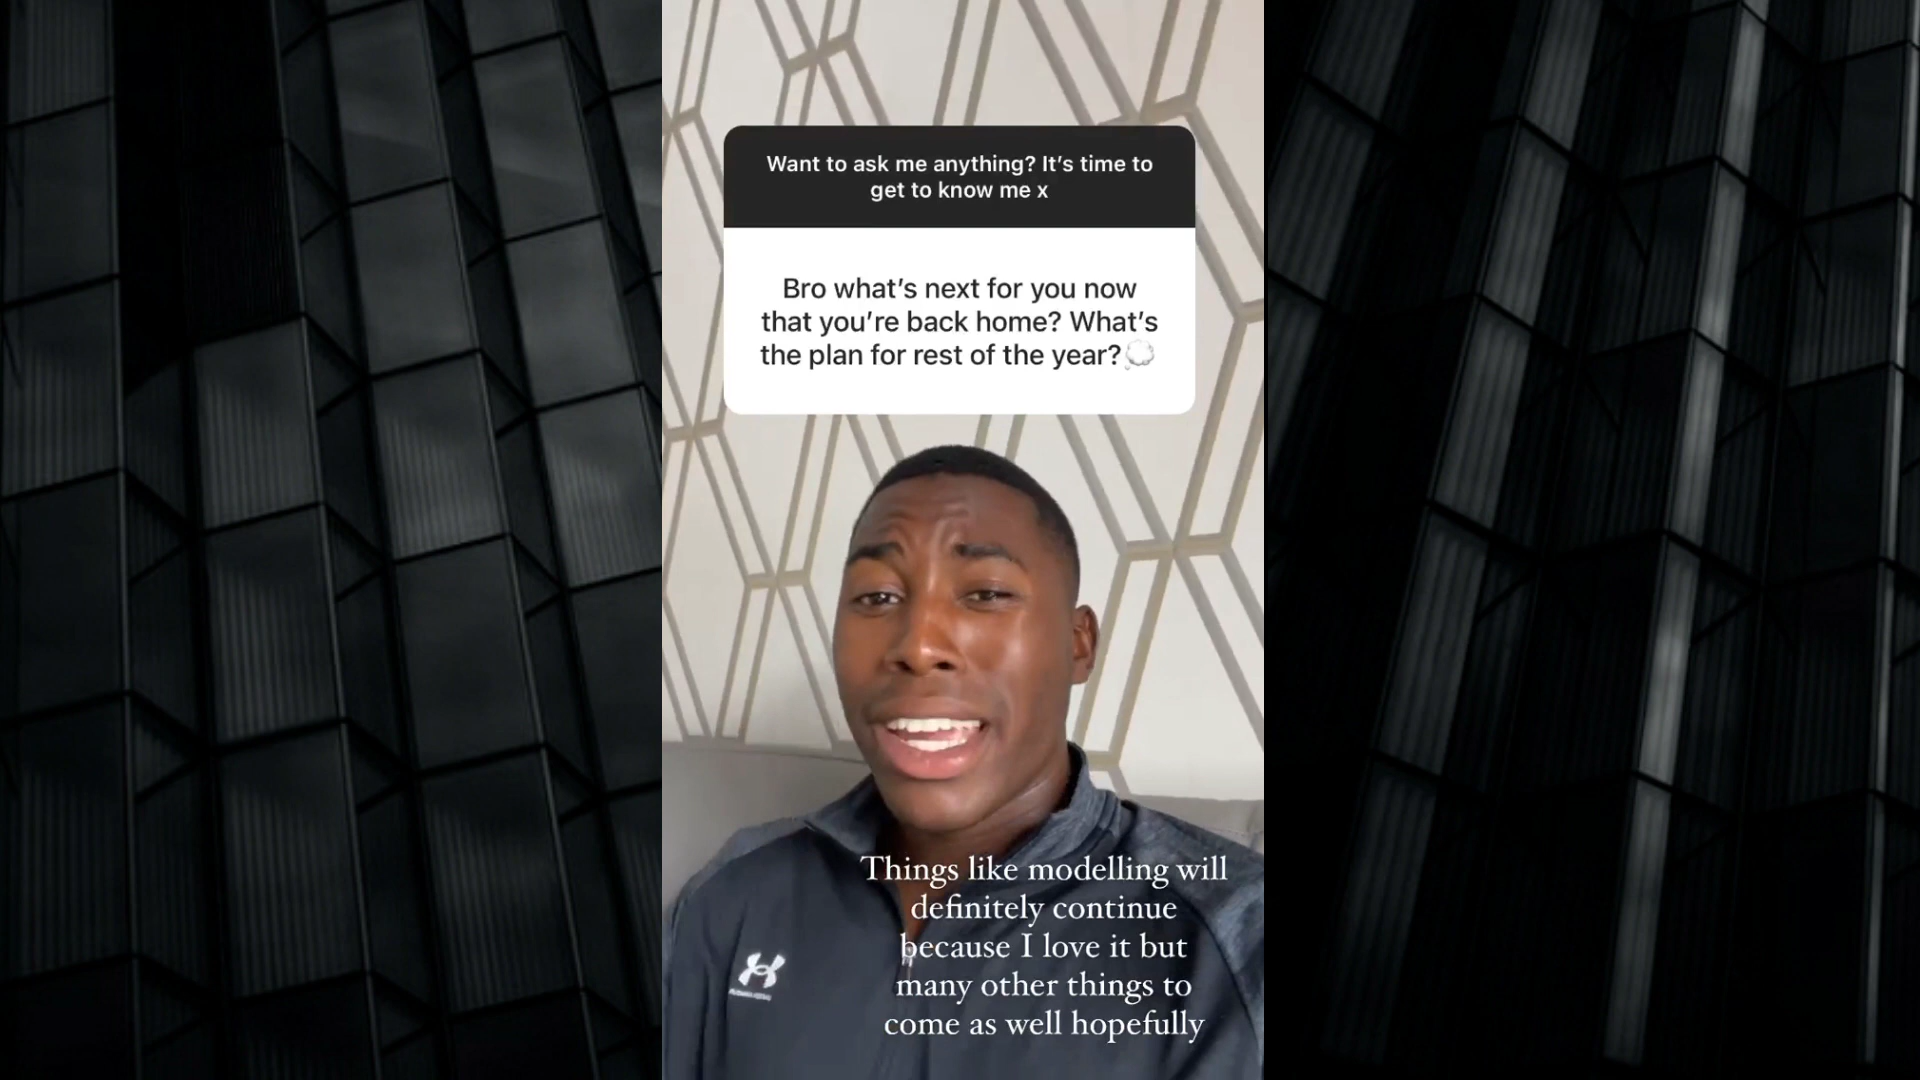 Want to ask me anything? It's time to
get to know me x
Bro what's next for you now
that you're back home? What's
the plan for rest of the year?💭
Things like modelling will
definitely continue
because I love it but
many other things to
come as well hopefully